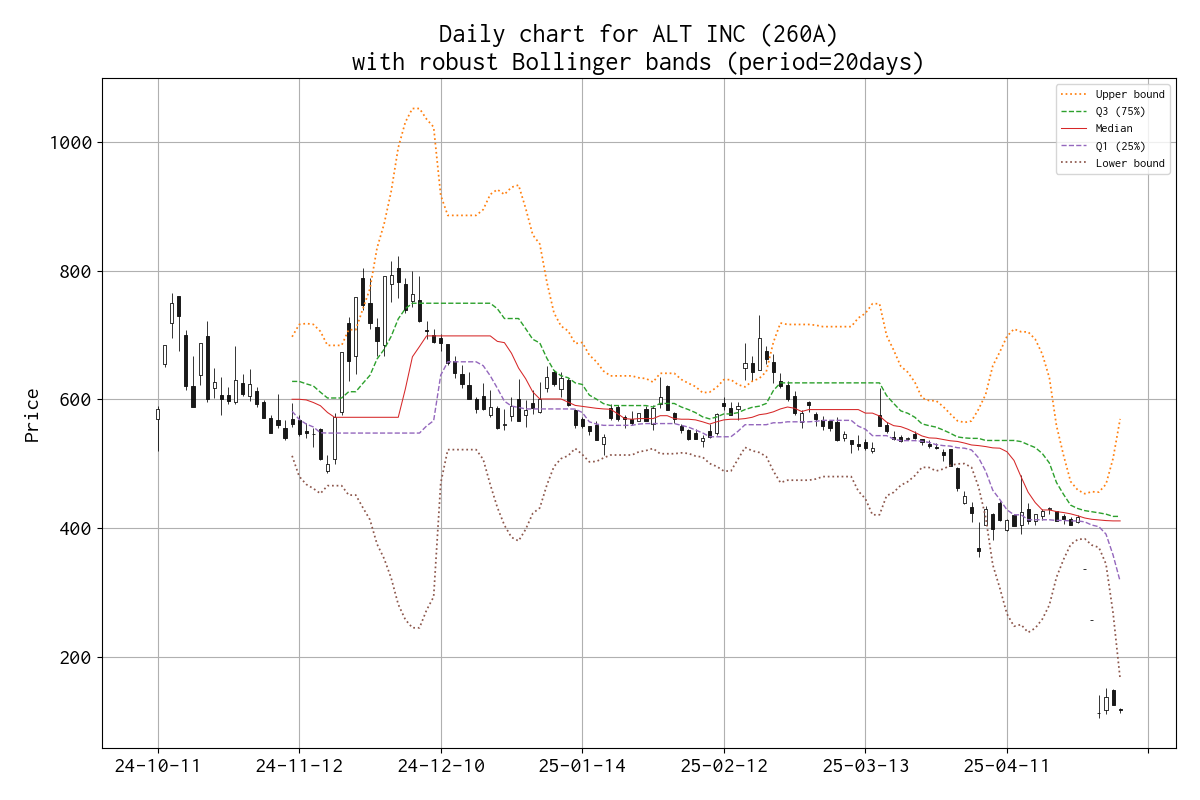 Daily chart for ALT INC (260A)
with robust Bollinger bands (period=20days)
Upper bound
Q3 (75%)
Median
Q1 (25%)
Lower bound
Price
1000
800
600
400
200
24-10-11
24-11-12
24-12-10
25-01-14
25-02-12
25-03-13
25-04-11